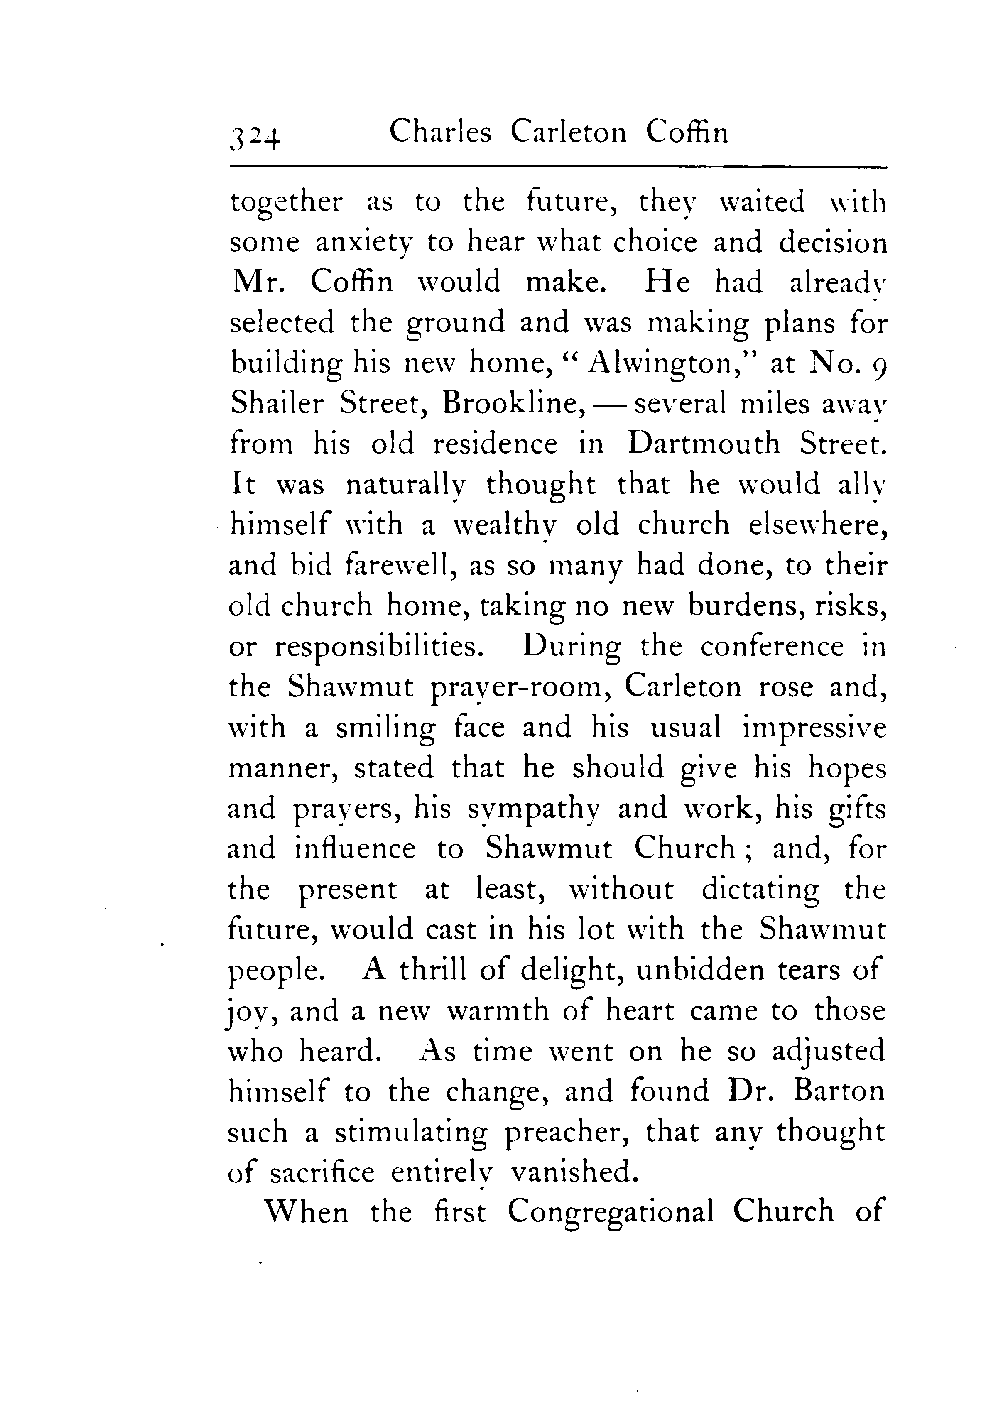 324 Charles Carleton Coffin
together as to the future, they waited with
some anxiety to hear what choice and decision
Mr. Coffin would make. He had already
selected the ground and was making plans for
building his new home, “ Alwington,” at No. 9
Shailer Street, Brookline, — several miles away
from his old residence in Dartmouth Street.
It was naturally thought that he would ally
himself with a wealthy old church elsewhere,
and bid farewell, as so many had done, to their
old church home, taking no new burdens, risks,
or responsibilities. During the conference in
the Shawmut prayer-room, Carleton rose and,
with a smiling face and his usual impressive
manner, stated that he should give his hopes
and prayers, his sympathy and work, his gifts
and influence to Shawmut Church ; and, for
the present at least, without dictating the
future, would cast in his lot with the Shawmut
people. A thrill of delight, unbidden tears of
joy, and a new warmth of heart came to those
who heard. As time went on he so adjusted
himself to the change, and found Dr. Barton
such a stimulating preacher, that any thought
of sacrifice entirely vanished.
When the first Congregational Church of